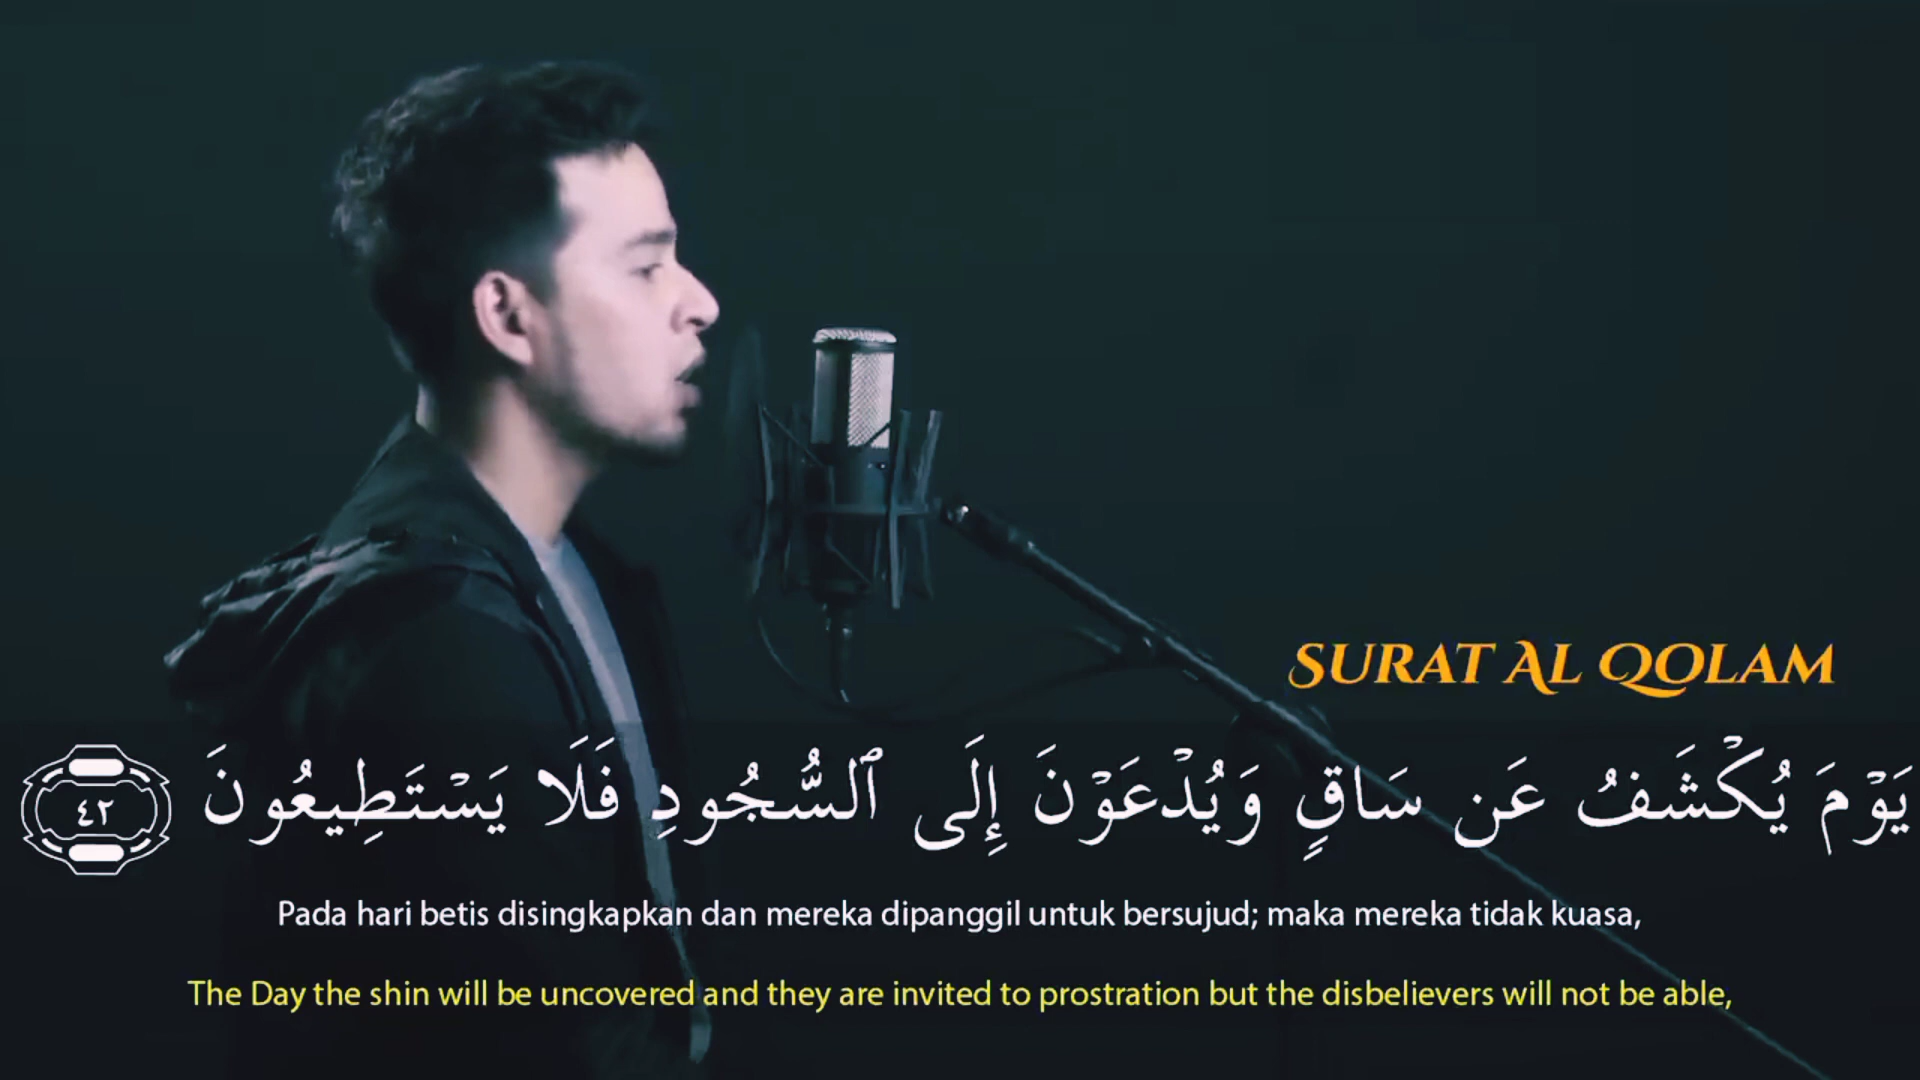 SURAT AL QOLAM
يَوْمَ يُكْشَفُ عَن سَاقٍ وَيُدْعَوْنَ إِلَى ٱلسُّجُودِ فَلَا يَسْتَطِيعُونَ ٤٢
Pada hari betis disingkapkan dan mereka dipanggil untuk bersujud; maka mereka tidak kuasa,
The Day the shin will be uncovered and they are invited to prostration but the disbelievers will not be able,